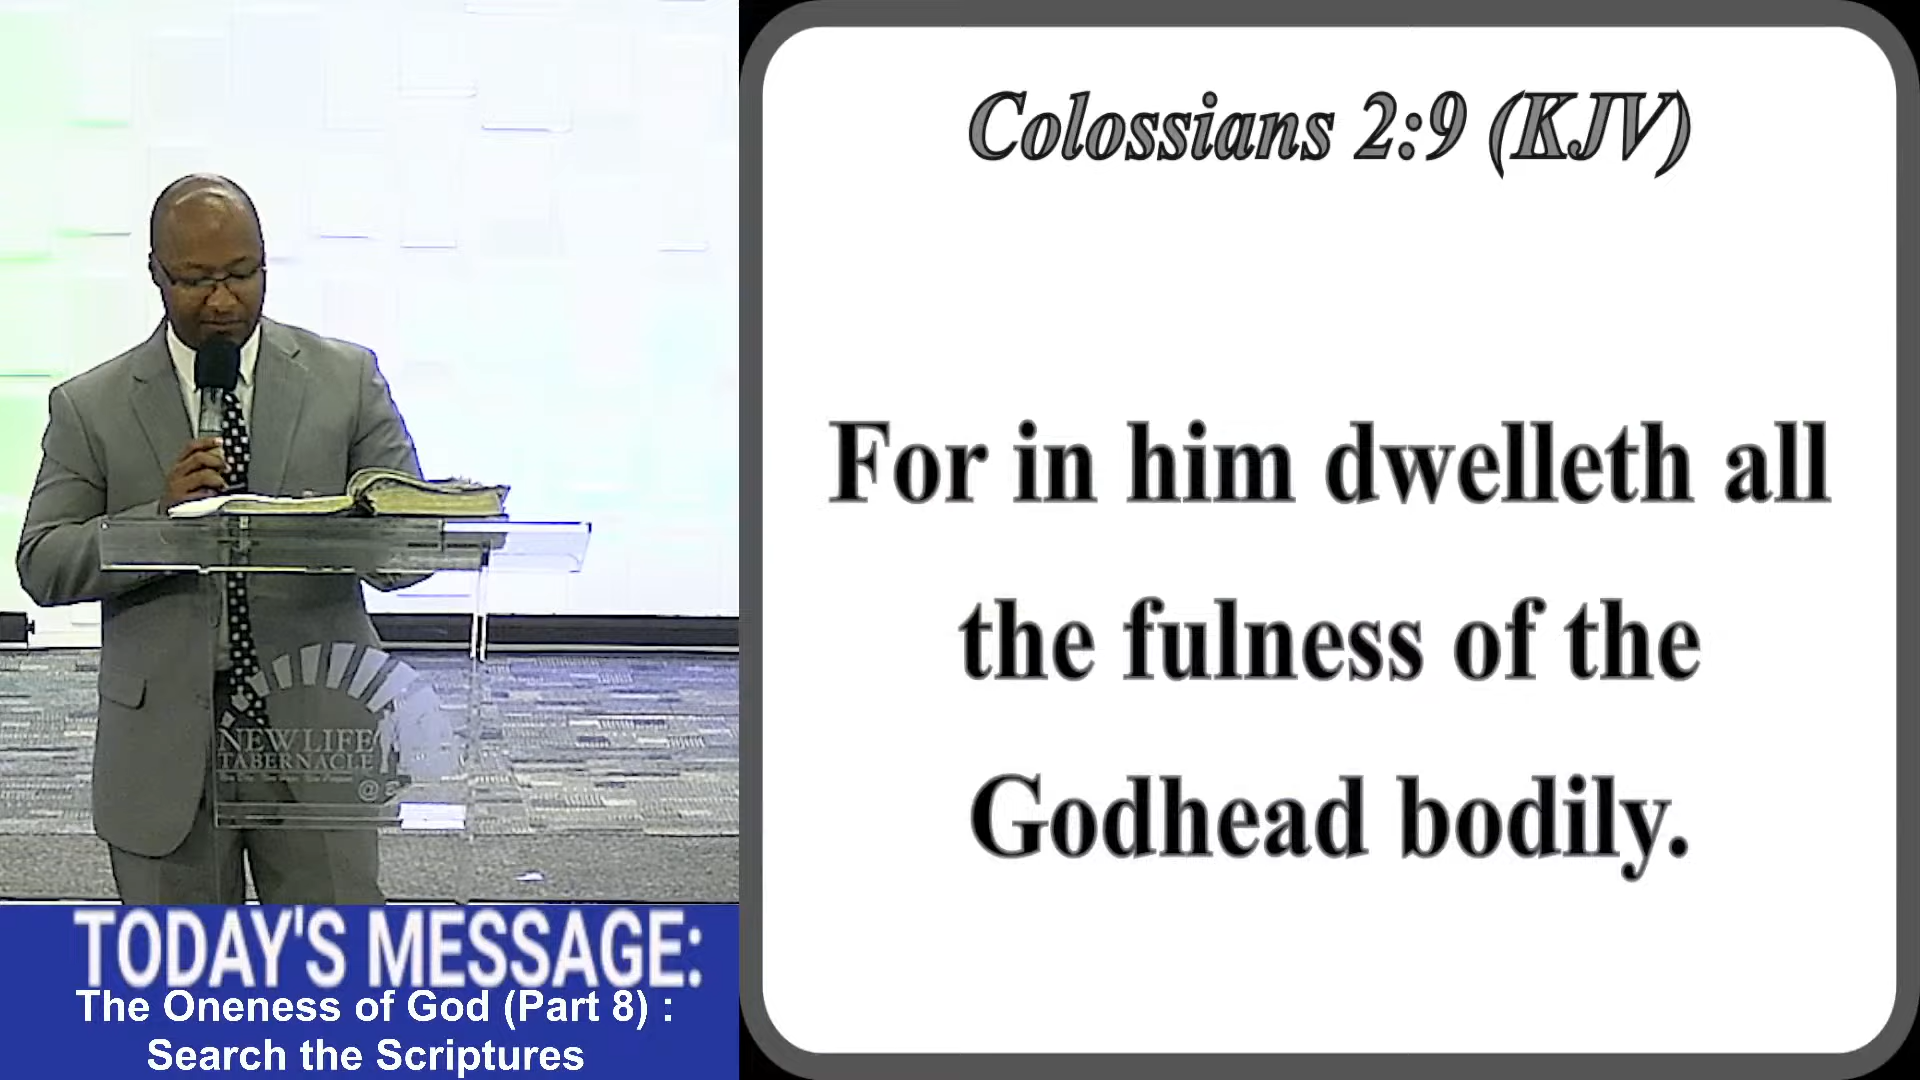 Colossians 2:9 (KJV)
For in him dwelleth all
the fulness of the
Godhead bodily.
NEW LIFE
TABERNACLE
TODAY'S MESSAGE:
The Oneness of God (Part 8) :
Search the Scriptures